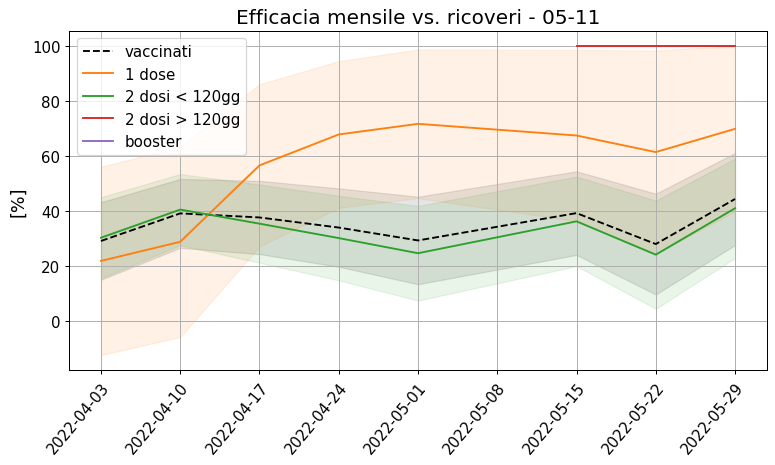 Efficacia mensile vs. ricoveri - 05-11
vaccinati
1 dose
2 dosi < 120gg
2 dosi > 120gg
booster
[%]
100
80
60
40
20
0
2022-04-03
2022-04-10
2022-04-17
2022-04-24
2022-05-01
2022-05-08
2022-05-15
2022-05-22
2022-05-29